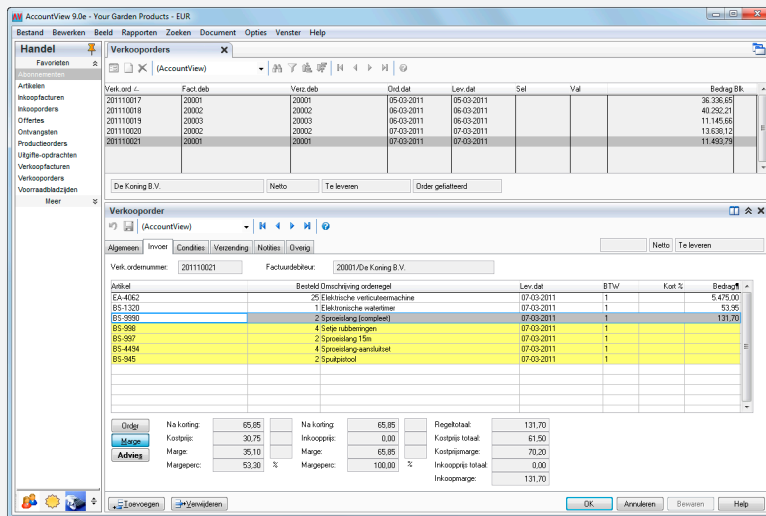 AccountView 9.0e - Your Garden Products - EUR
Bestand Bewerken Beeld Rapporten Zoeken Document Opties Venster Help
Handel
Favorieten
Abonnementen
Artikelen
Inkoopfacturen
Inkooporders
Offertes
Ontvangsten
Productieorders
Uitgifte-opdrachten
Verkoopfacturen
Verkooporders
Voorraadbladzijden
Meer
Verkooporders
(AccountView)
Verk.ord Fact.deb Verz.deb Ord.dat Lev.dat Sel Val Bedrag Blk
201110017 20001 20001 05-03-2011 05-03-2011 36.336,65
201110018 20002 20002 06-03-2011 06-03-2011 40.292,21
201110019 20003 20003 06-03-2011 06-03-2011 11.145,66
201110020 20002 20002 07-03-2011 07-03-2011 13.638,12
201110021 20001 20001 07-03-2011 07-03-2011 11.493,79
De Koning B.V. Netto Te leveren Order gefiatteerd
Verkooporder
(AccountView)
Algemeen Invoer Condities Verzending Notities Overig Netto Te leveren
Verk.ordernummer: 201110021 Factuurdebiteur: 20001/De Koning B.V.
Artikel Besteld Omschrijving orderregel Lev.dat BTW Kort % Bedrag¶
EA-4062 25 Elektrische verticuteermachine 07-03-2011 1 5.475,00
BS-1320 1 Elektronische watertimer 07-03-2011 1 53,95
BS-9990 2 Sproeislang (compleet) 07-03-2011 1 131,70
BS-998 4 Setje rubberringen 07-03-2011 1
BS-997 2 Sproeislang 15m 07-03-2011 1
BS-4494 4 Slang-aansluitset 07-03-2011 1
BS-945 2 Spuitpistool 07-03-2011 1
Order Na korting: 65,85 Na korting: 65,85 Regeltotaal: 131,70
Marge Kostprijs: 30,75 Inkoopprijs: 0,00 Kostprijs totaal: 61,50
Advies Marge: 35,10 Marge: 65,85 Kostprijsmarge: 70,20
Margeperc: 53,30 % Margeperc: 100,00 % Inkoopprijs totaal: 0,00
Inkoopmarge: 131,70
Toevoegen Verwijderen OK Annuleren Bewaren Help